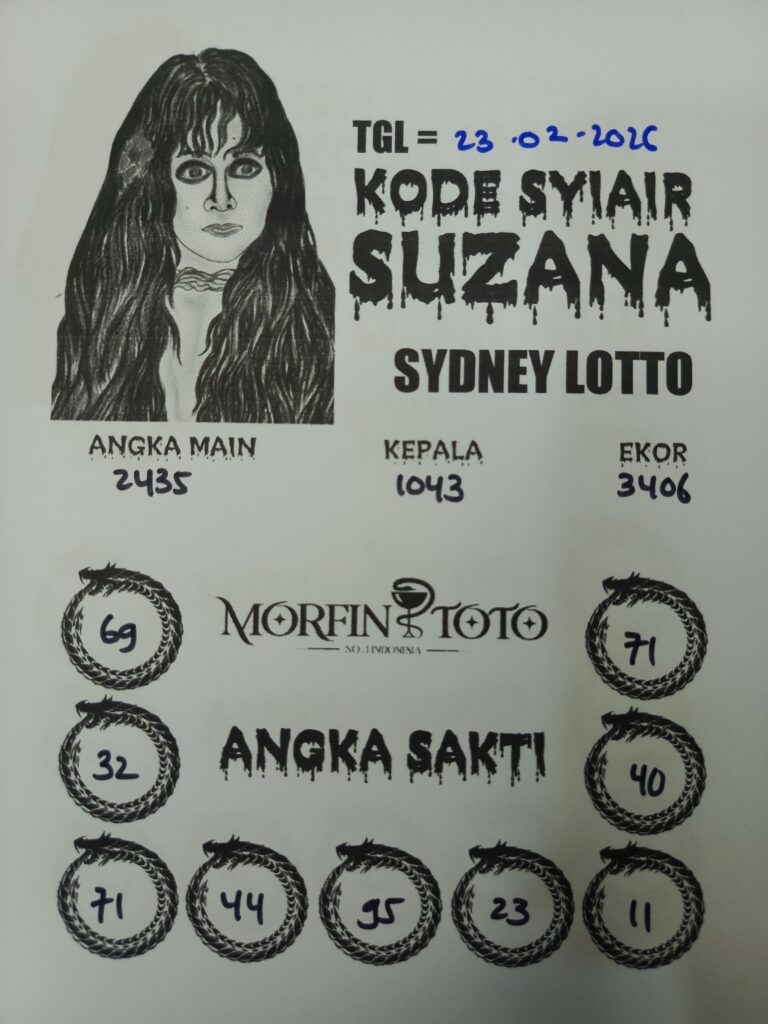 TGL = 23-02-2026
KODE SYIAIR
SUZANA
SYDNEY LOTTO
ANGKA MAIN KEPALA EKOR
2435 1043 3406
69 MORFIN TOTO 71
NO.1 INDONINIA
32 ANGKA SAKTI 40
71 44 95 23 11